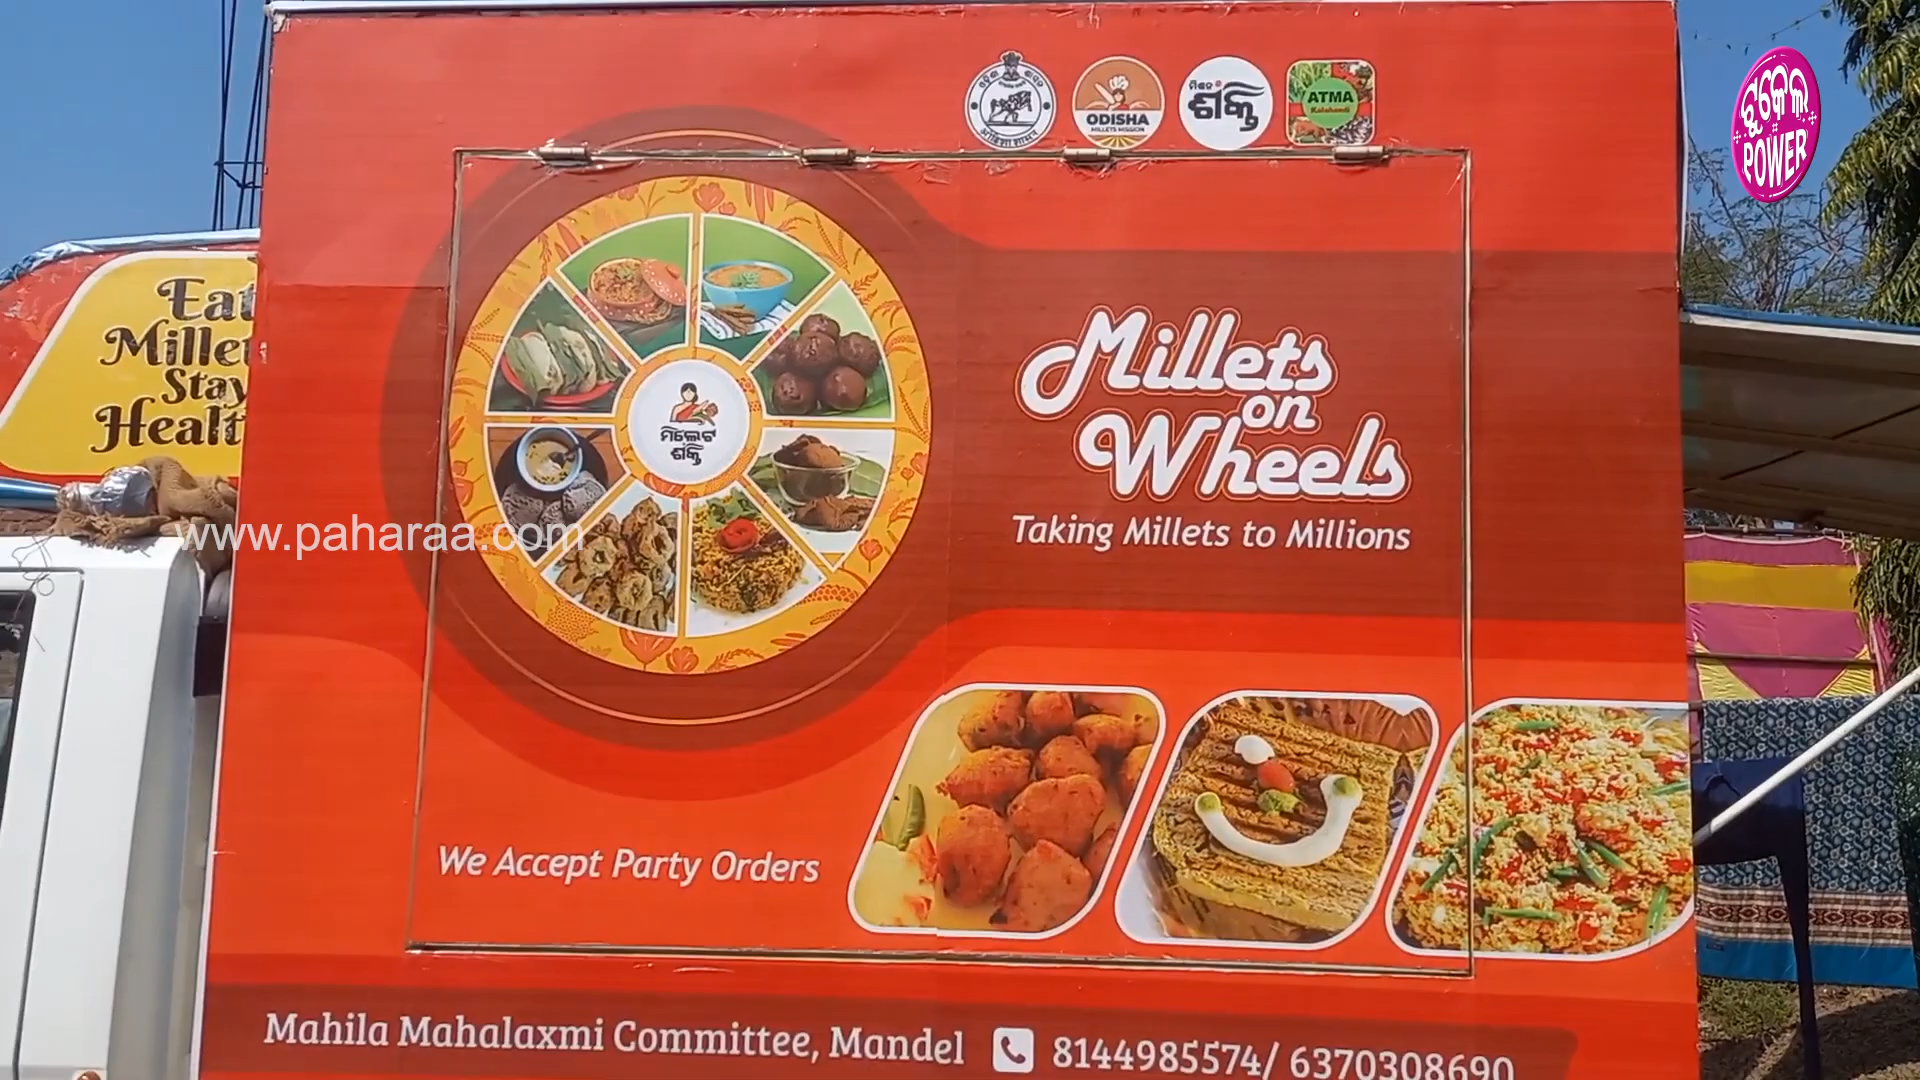 ODISHA
MILLETS MISSION
ମିଶନ
ଶକ୍ତି
ATMA
Kalahandi
ଟୁକେଲ
POWER
Eat
Millet
Stay
Healt
ମିଲେଟ
ଶକ୍ତି
Millets
on
Wheels
Taking Millets to Millions
www.paharaa.com
We Accept Party Orders
Mahila Mahalaxmi Committee, Mandel 8144985574/ 6370308690